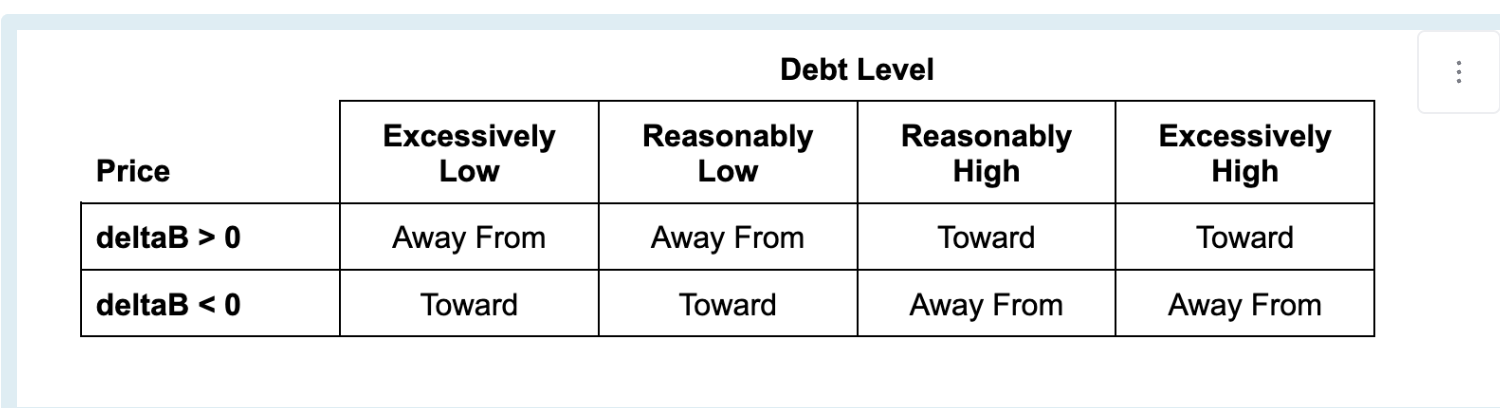 Debt Level
Price Excessively Low Reasonably Low Reasonably High Excessively High
deltaB > 0 Away From Away From Toward Toward
deltaB < 0 Toward Toward Away From Away From